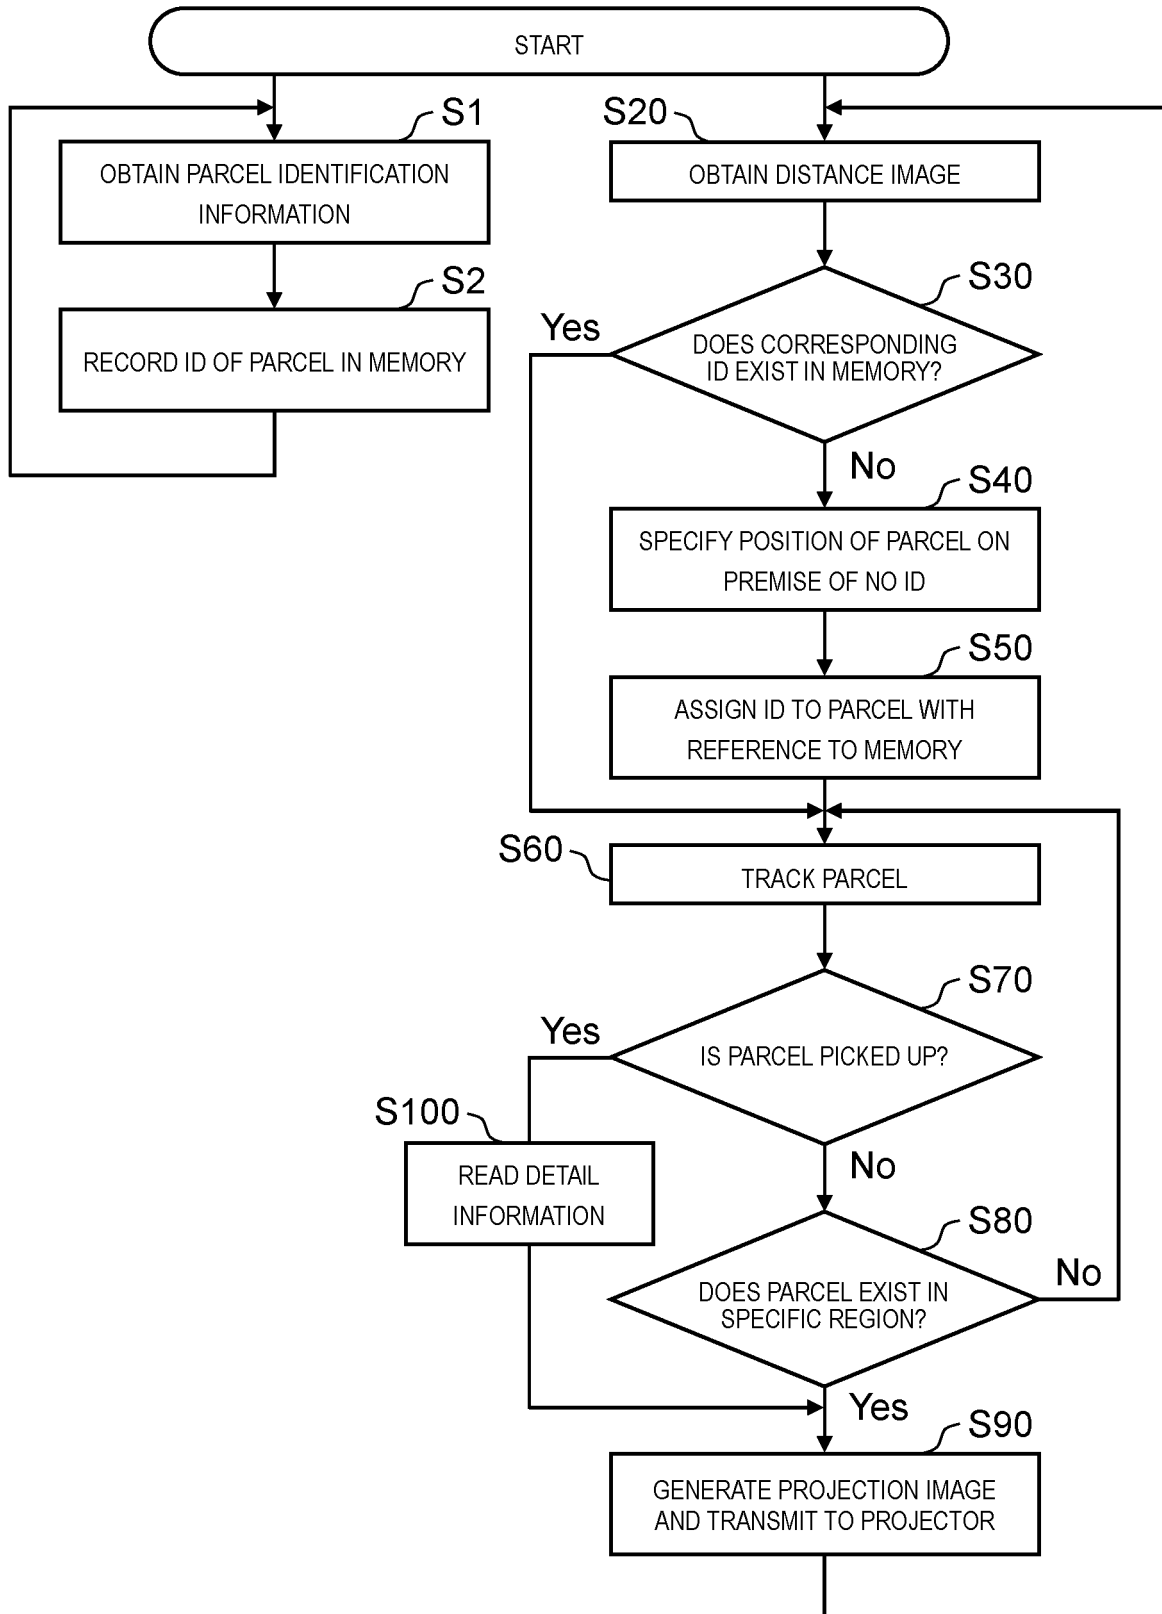 START
S1
OBTAIN PARCEL IDENTIFICATION
INFORMATION
S2
RECORD ID OF PARCEL IN MEMORY
S20
OBTAIN DISTANCE IMAGE
S30
Yes
DOES CORRESPONDING
ID EXIST IN MEMORY?
No
S40
SPECIFY POSITION OF PARCEL ON
PREMISE OF NO ID
S50
ASSIGN ID TO PARCEL WITH
REFERENCE TO MEMORY
S60
TRACK PARCEL
S70
Yes
IS PARCEL PICKED UP?
S100
READ DETAIL
INFORMATION
No
S80
DOES PARCEL EXIST IN
SPECIFIC REGION?
No
Yes
S90
GENERATE PROJECTION IMAGE
AND TRANSMIT TO PROJECTOR